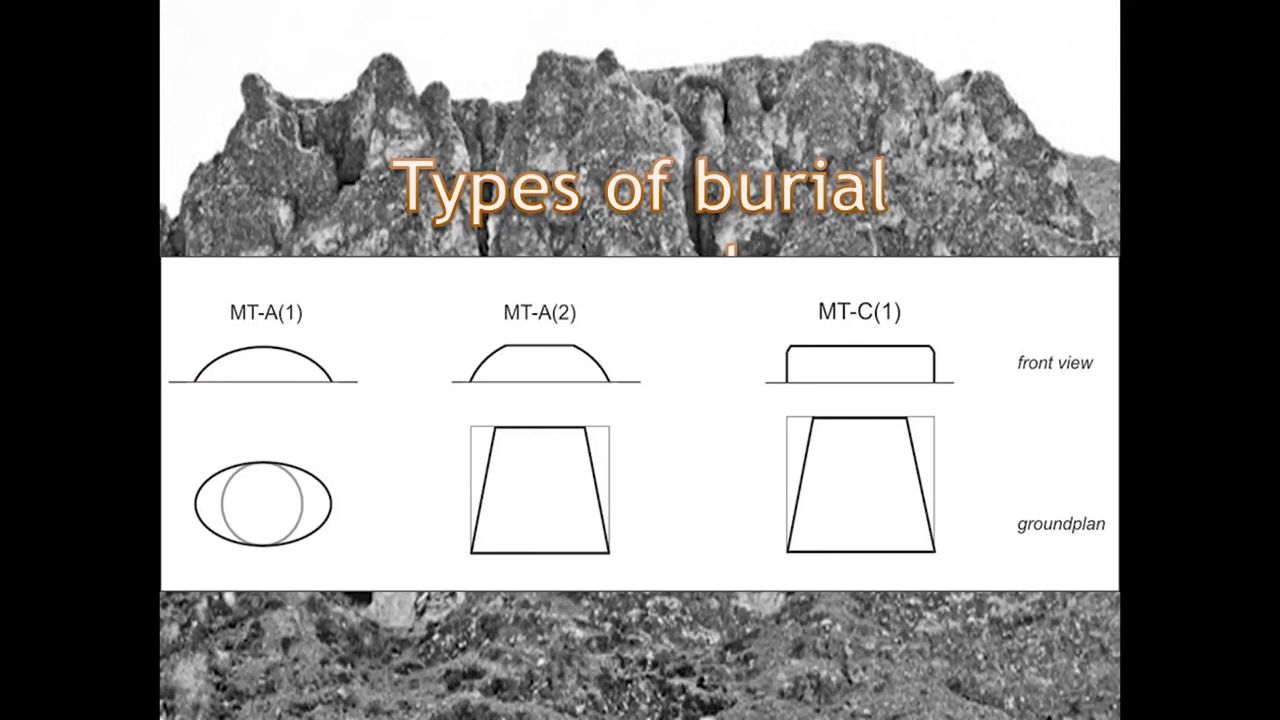 Types of burial
MT-A(1)
MT-A(2)
MT-C(1)
front view
groundplan